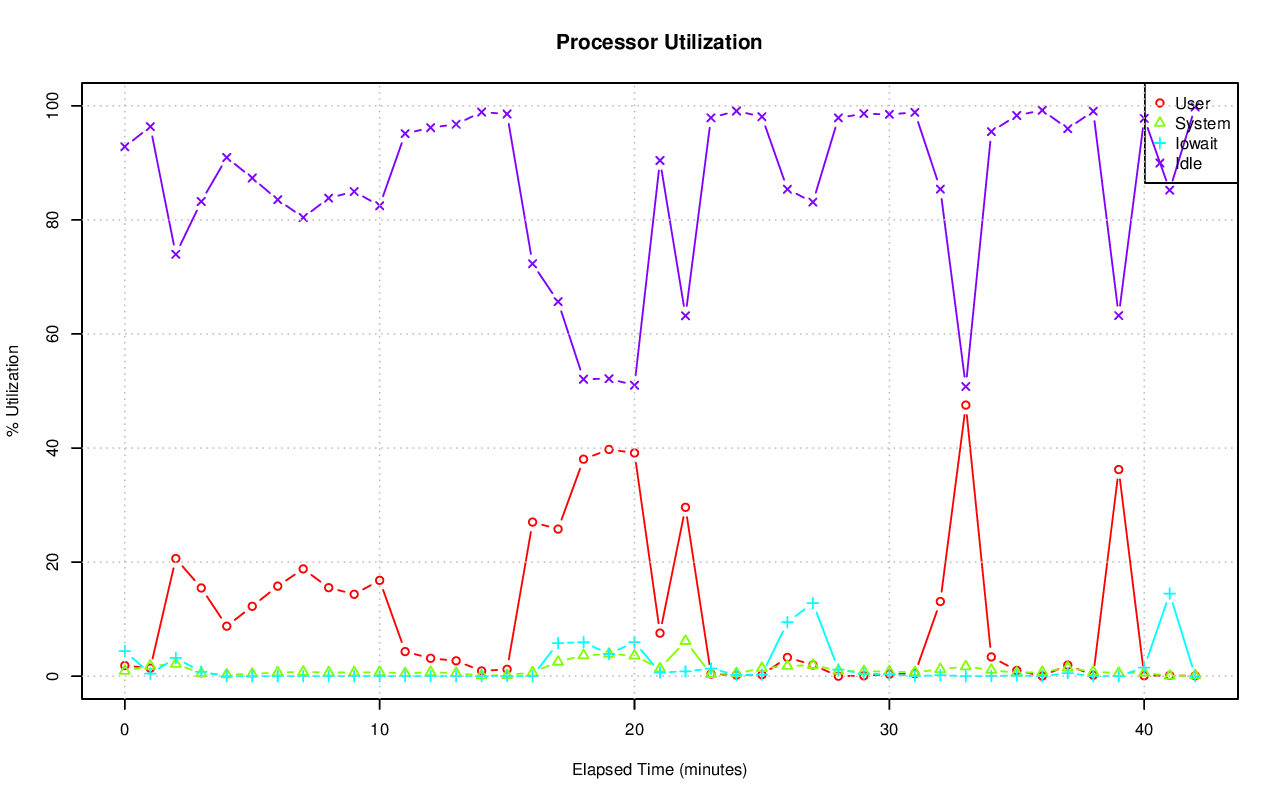 Processor Utilization
% Utilization
100
80
60
40
20
0
User
System
Iowait
Idle
0 10 20 30 40
Elapsed Time (minutes)